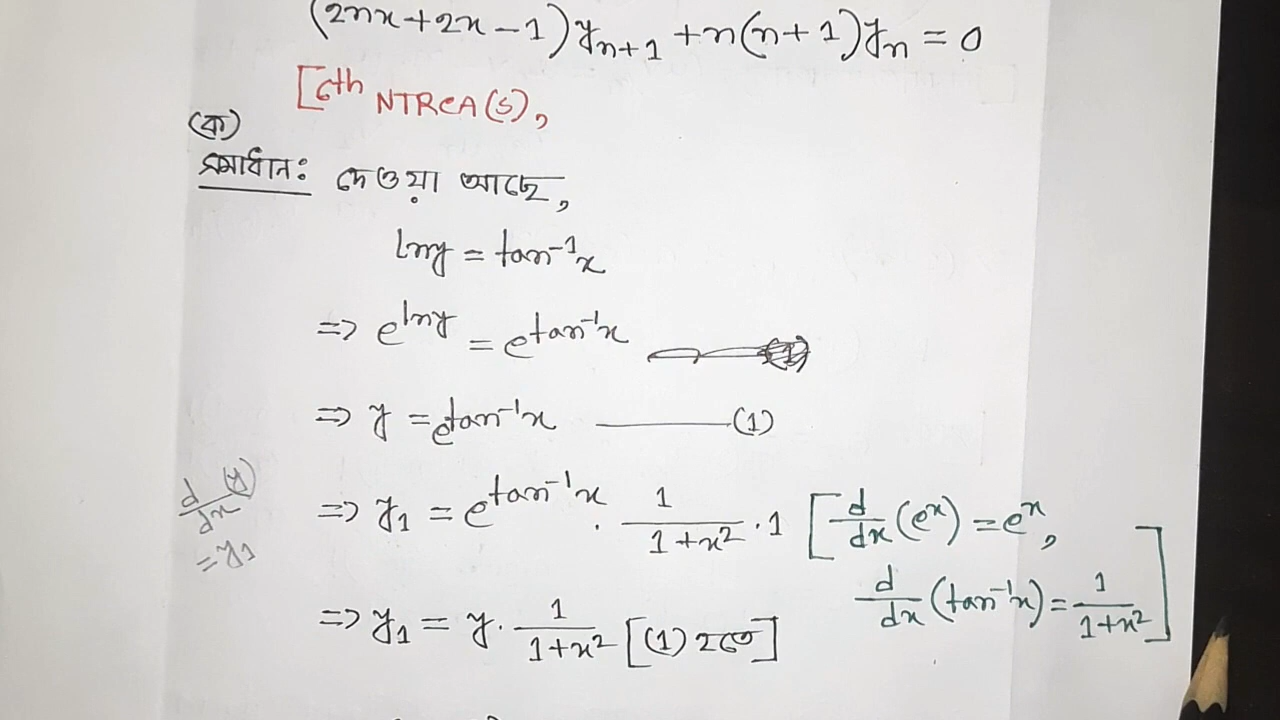 (2nx+2x-1)y_{n+1} + n(n+1)y_n = 0
[6th NTRCA(S),
(ক)
সমাধান: দেওয়া আছে,
lny = tan⁻¹x
=> e^{lny} = e^{tan⁻¹x}
=> y = e^{tan⁻¹x} ———(1)
=> y₁ = e^{tan⁻¹x} · 1/(1+x²) · 1 [d/dx(eˣ) = eˣ,
d/dx(tan⁻¹x) = 1/(1+x²)]
d/dx (y)
= y₁
=> y₁ = y · 1/(1+x²) [(1) হতে]